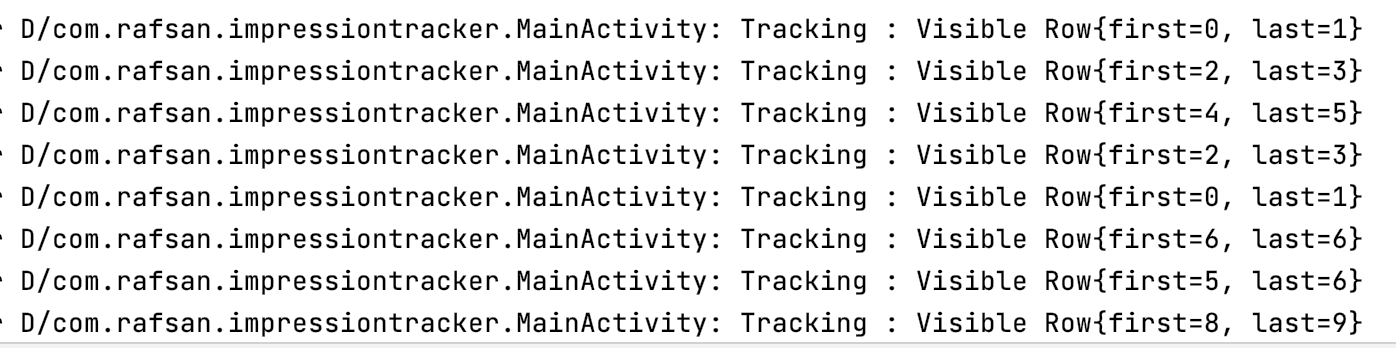 D/com.rafsan.impressiontracker.MainActivity: Tracking : Visible Row{first=0, last=1}
D/com.rafsan.impressiontracker.MainActivity: Tracking : Visible Row{first=2, last=3}
D/com.rafsan.impressiontracker.MainActivity: Tracking : Visible Row{first=4, last=5}
D/com.rafsan.impressiontracker.MainActivity: Tracking : Visible Row{first=2, last=3}
D/com.rafsan.impressiontracker.MainActivity: Tracking : Visible Row{first=0, last=1}
D/com.rafsan.impressiontracker.MainActivity: Tracking : Visible Row{first=6, last=6}
D/com.rafsan.impressiontracker.MainActivity: Tracking : Visible Row{first=5, last=6}
D/com.rafsan.impressiontracker.MainActivity: Tracking : Visible Row{first=8, last=9}